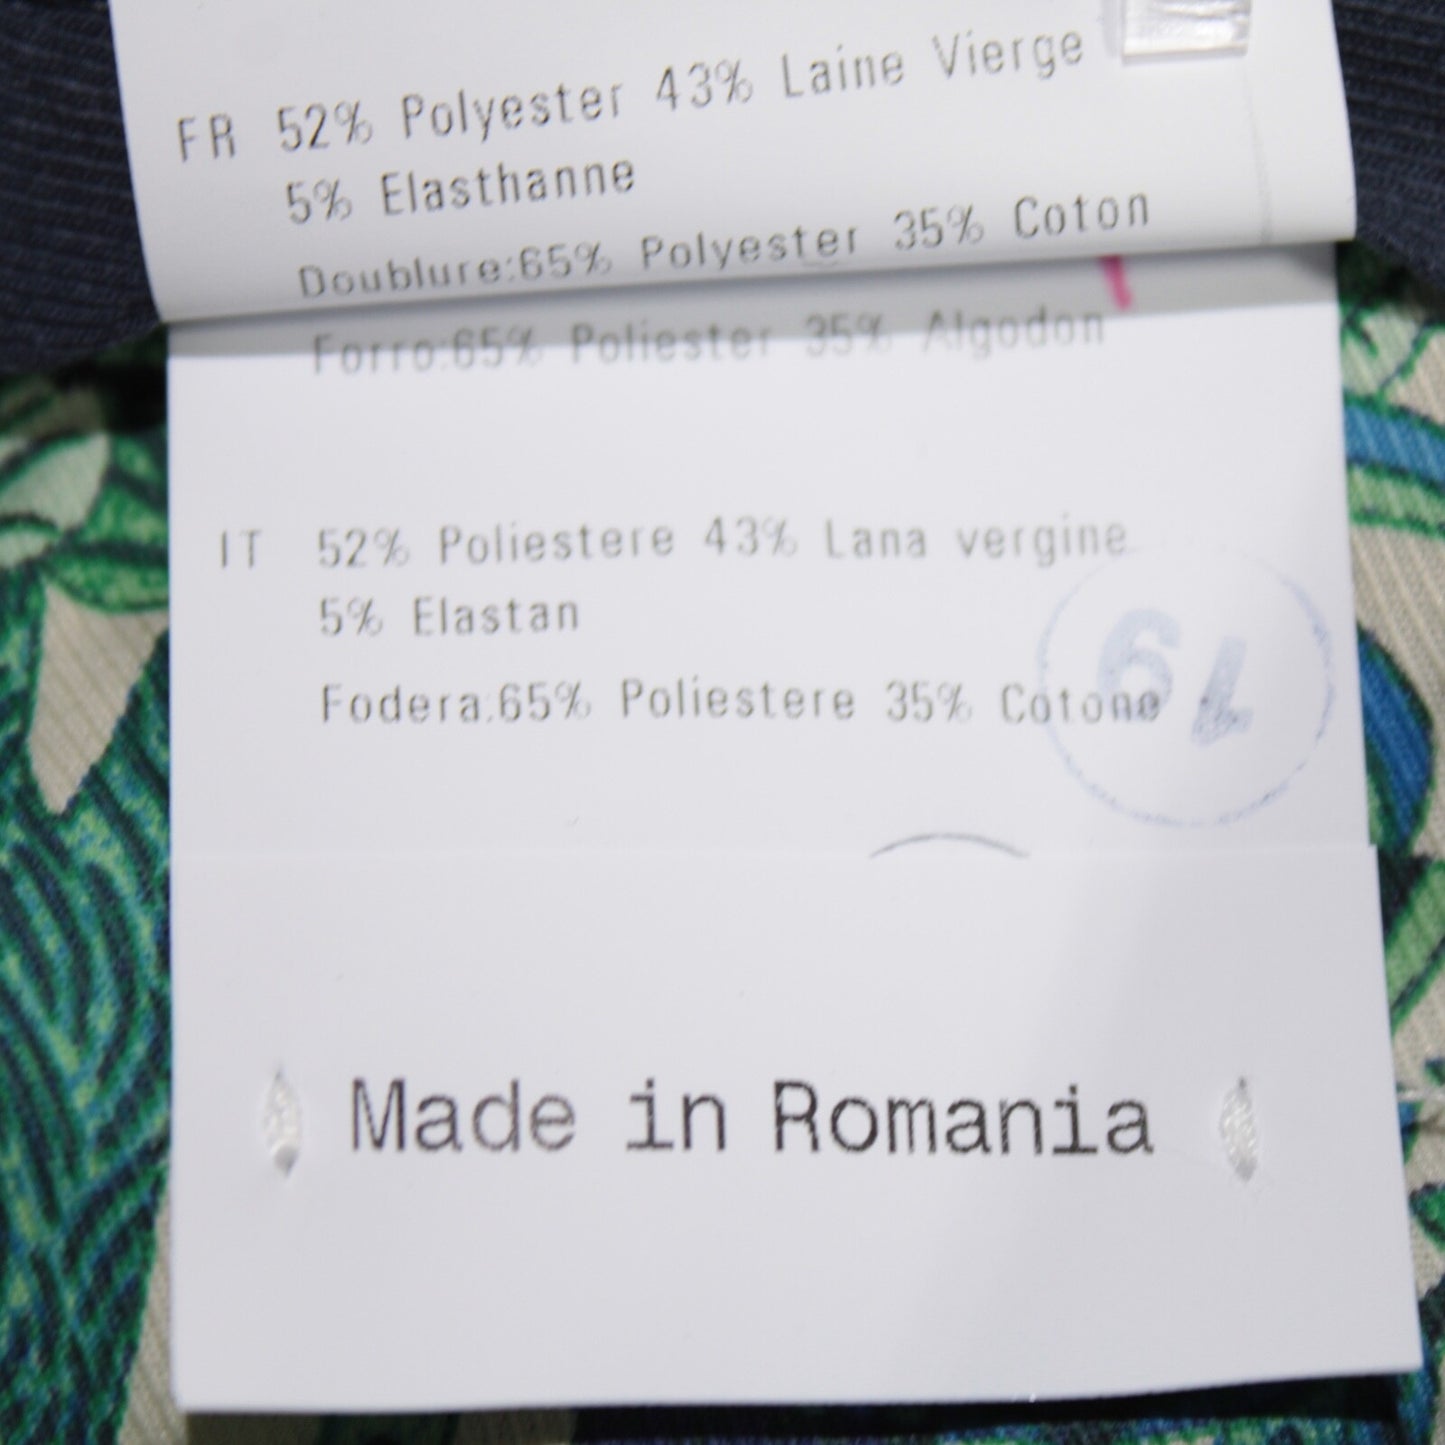 FR 52% Polyester 43% Laine Vierge
5% Elasthanne
Doublure:65% Polyester 35% Coton
Forro:65% Poliester 35% Algodon
IT 52% Poliestere 43% Lana vergine
5% Elastan
Fodera:65% Poliestere 35% Cotone
Made in Romania